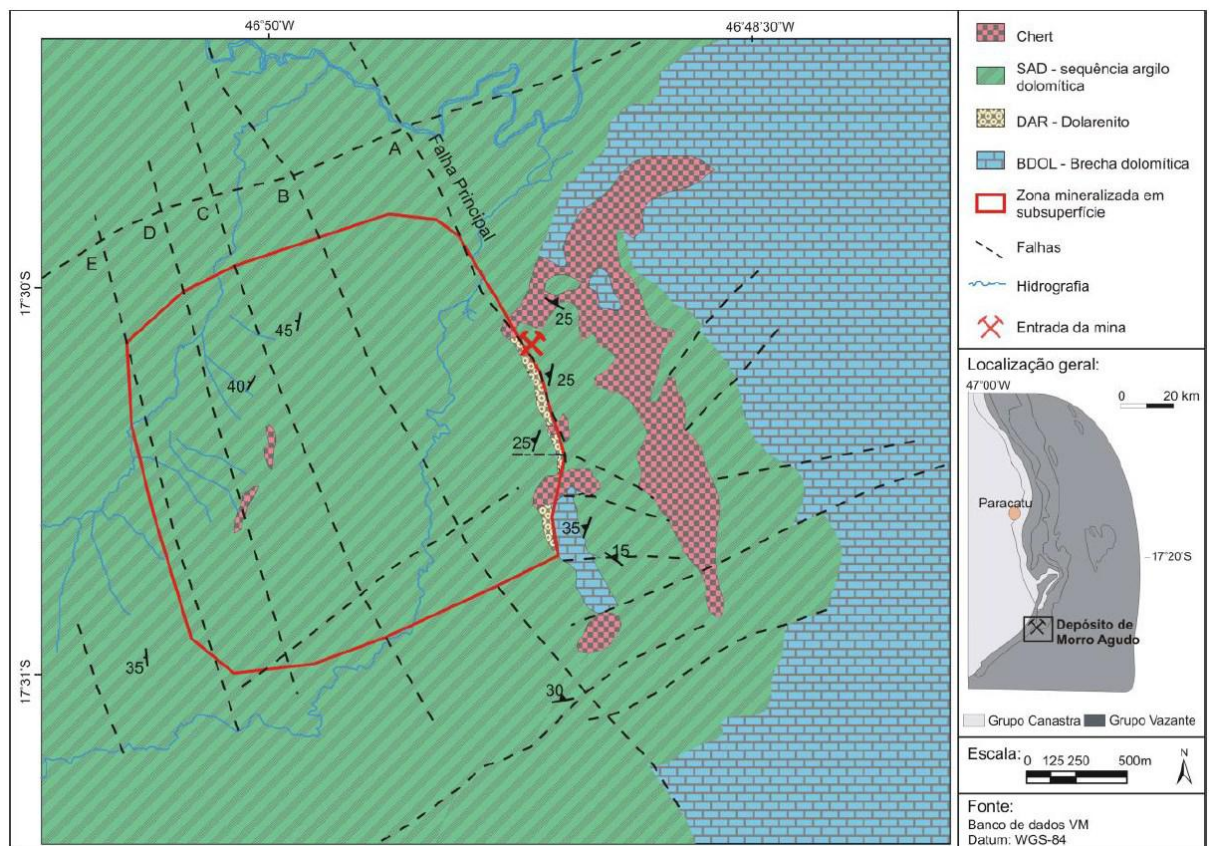 46°50'W
46°48'30"W
17°30'S
17°31'S
A
B
C
D
E
Falha Principal
45
40
25
25
25
35
15
35
30
Chert
SAD - sequência argilo
dolomítica
DAR - Dolarenito
BDOL - Brecha dolomítica
Zona mineralizada em
subsuperfície
Falhas
Hidrografia
Entrada da mina
Localização geral:
47°00'W
0 20 km
Paracatu
17°20'S
Depósito de
Morro Agudo
Grupo Canastra Grupo Vazante
Escala: 0 125 250 500m
N
Fonte:
Banco de dados VM
Datum: WGS-84